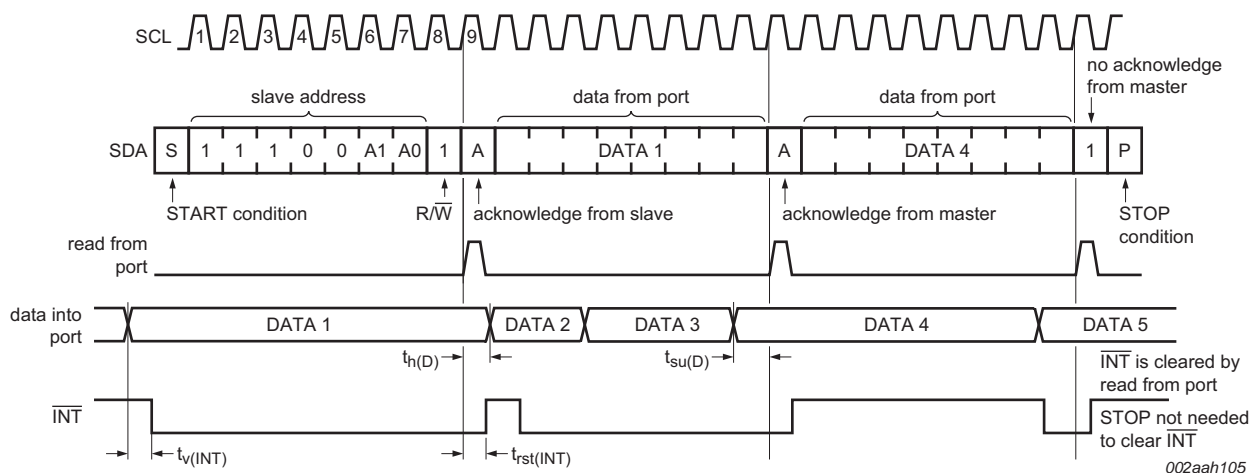 SCL 1 2 3 4 5 6 7 8 9
no acknowledge
from master
slave address data from port data from port
SDA S 1 1 1 0 0 A1 A0 1 A DATA 1 A DATA 4 1 P
START condition R/W̅ acknowledge from slave acknowledge from master STOP
condition
read from
port
data into
port
DATA 1 DATA 2 DATA 3 DATA 4 DATA 5
th(D) tsu(D)
I̅N̅T̅ is cleared by
read from port
I̅N̅T̅
STOP not needed
to clear I̅N̅T̅
tv(INT) trst(INT)
002aah105